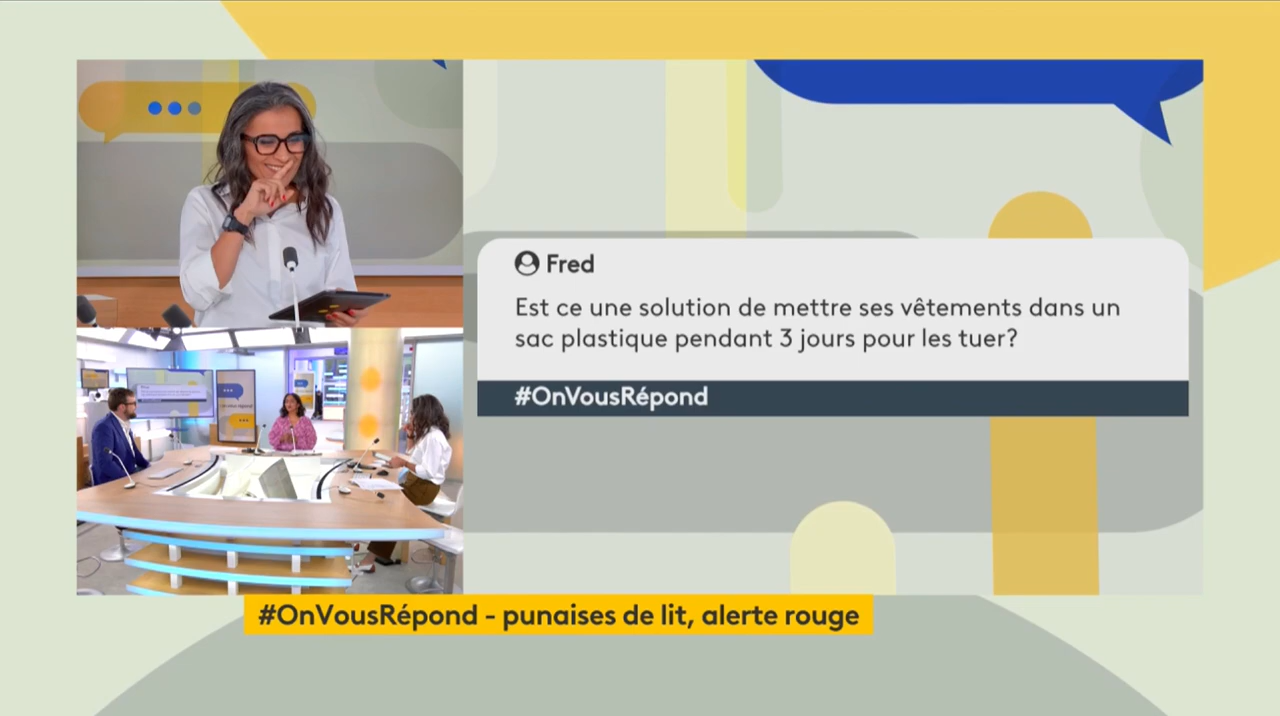 Fred
Est ce une solution de mettre ses vêtements dans un
sac plastique pendant 3 jours pour les tuer?
#OnVousRépond
#OnVousRépond - punaises de lit, alerte rouge